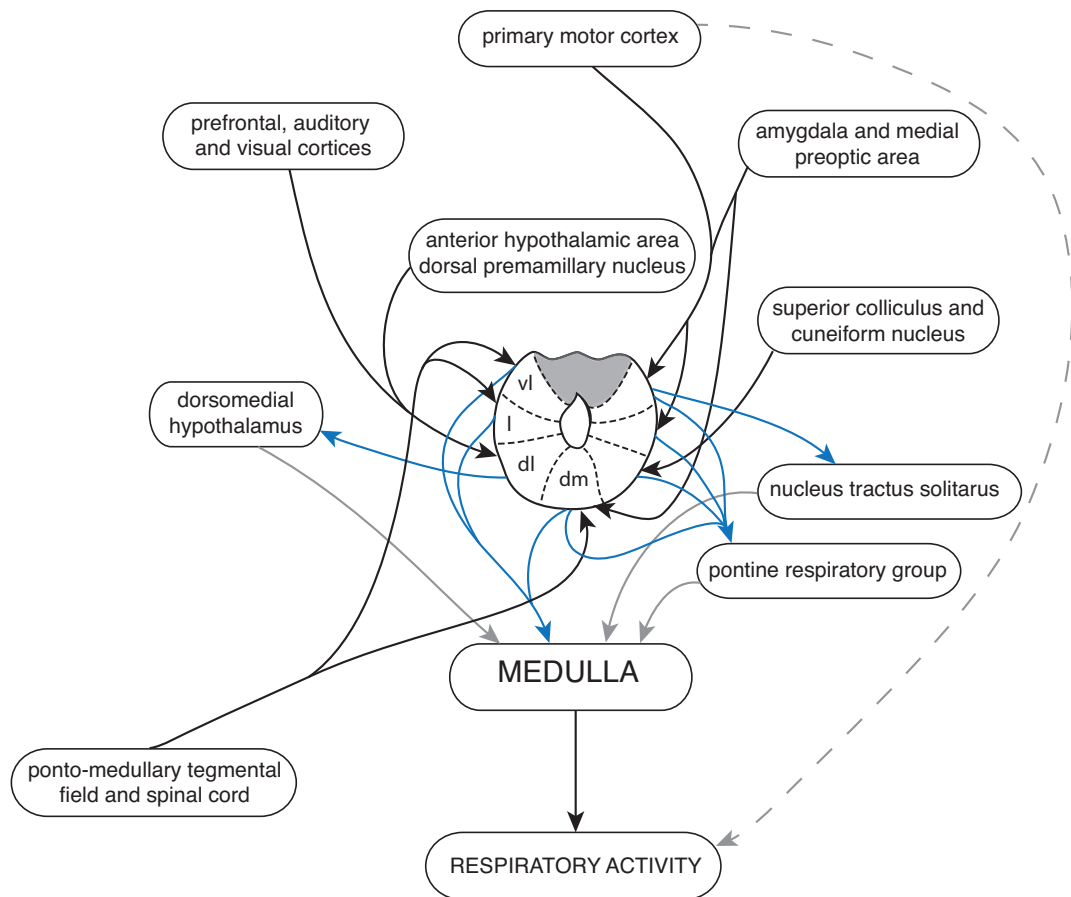 primary motor cortex
prefrontal, auditory
and visual cortices
amygdala and medial
preoptic area
anterior hypothalamic area
dorsal premamillary nucleus
superior colliculus and
cuneiform nucleus
vl
l
dl
dm
dorsomedial
hypothalamus
nucleus tractus solitarus
pontine respiratory group
MEDULLA
ponto-medullary tegmental
field and spinal cord
RESPIRATORY ACTIVITY